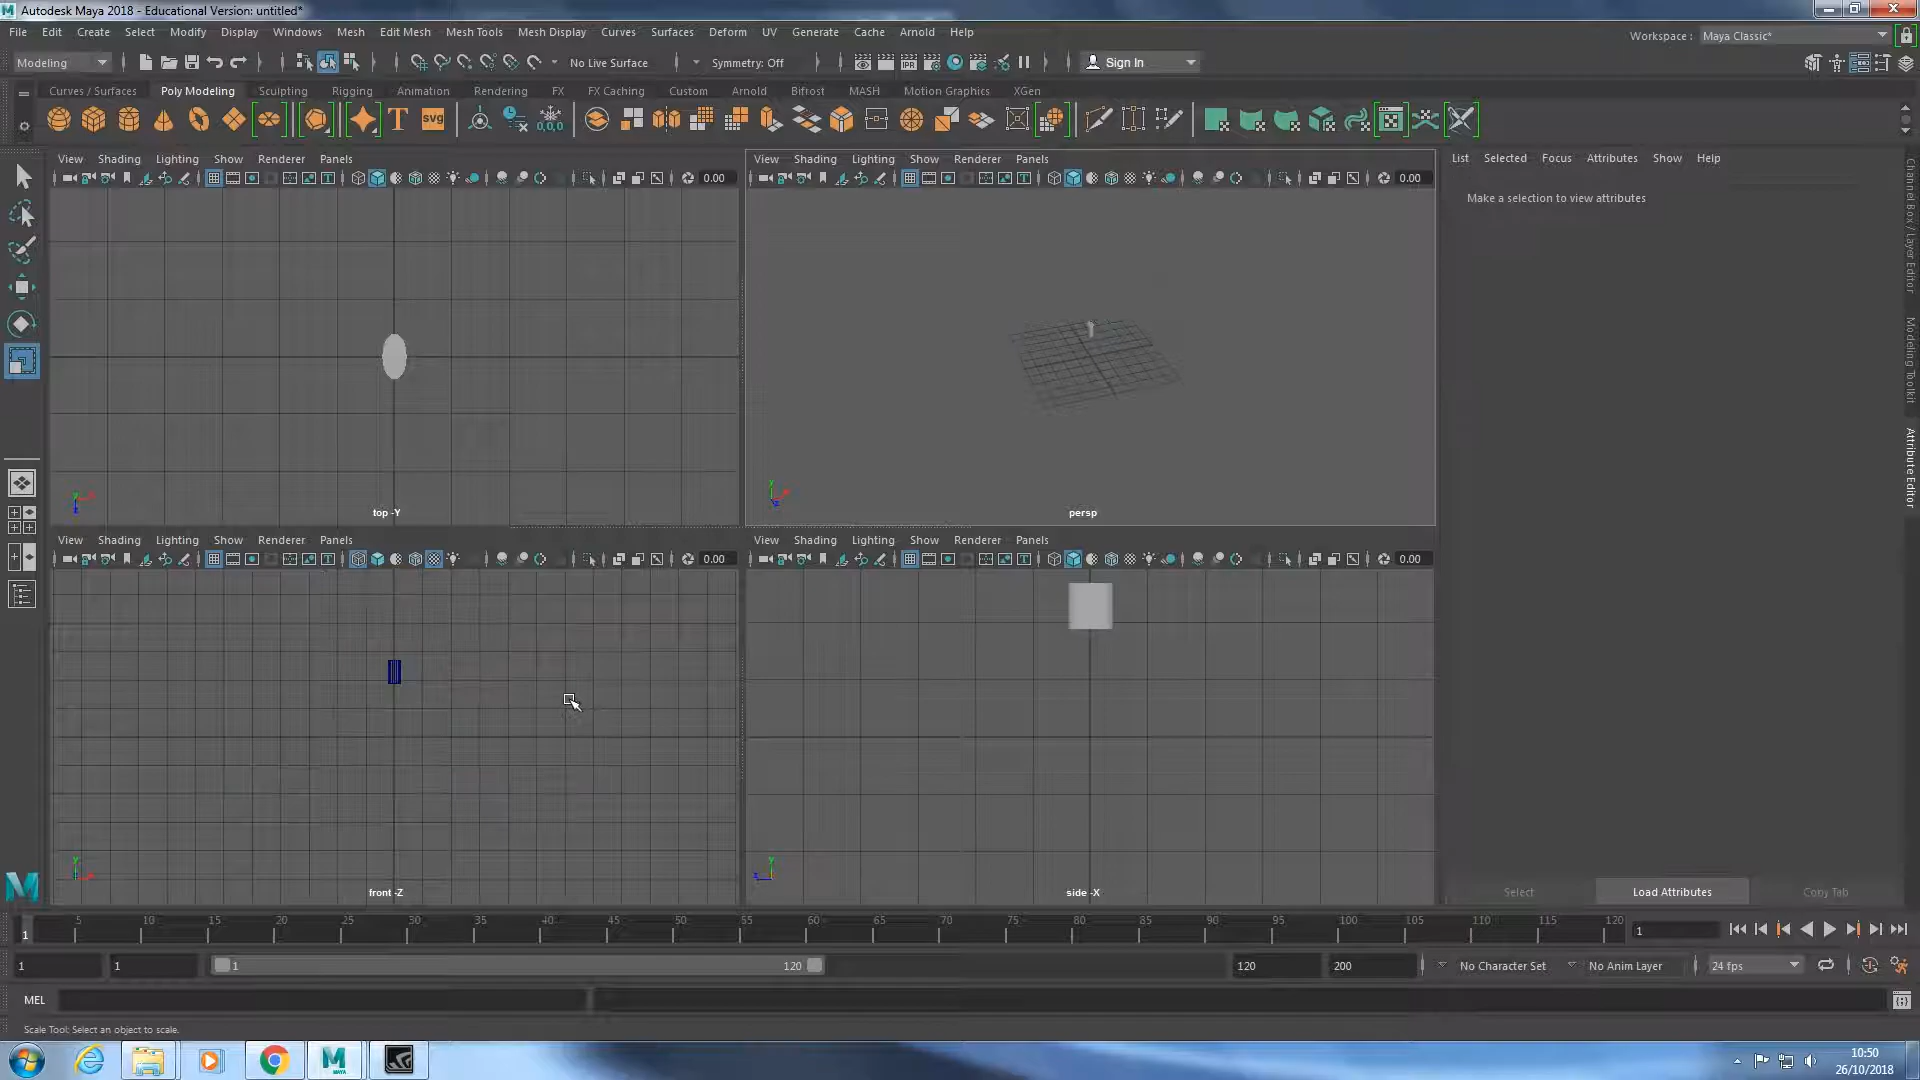 Autodesk Maya 2018 - Educational Version: untitled*
File Edit Create Select Modify Display Windows Mesh Edit Mesh Mesh Tools Mesh Display Curves Surfaces Deform UV Generate Cache Arnold Help
Workspace : Maya Classic*
Modeling No Live Surface Symmetry: Off Sign In
Curves / Surfaces Poly Modeling Sculpting Rigging Animation Rendering FX FX Caching Custom Arnold Bifrost MASH Motion Graphics XGen
T svg 0,0,0
View Shading Lighting Show Renderer Panels
0.00
top -Y
View Shading Lighting Show Renderer Panels
0.00
persp
View Shading Lighting Show Renderer Panels
0.00
front -Z
View Shading Lighting Show Renderer Panels
0.00
side -X
List Selected Focus Attributes Show Help
Make a selection to view attributes
Channel Box / Layer Editor
Modeling Toolkit
Attribute Editor
Select Load Attributes Copy Tab
1 5 10 15 20 25 30 35 40 45 50 55 60 65 70 75 80 85 90 95 100 105 110 115 120 1
1 1 1 120 120 200 No Character Set No Anim Layer 24 fps
MEL
Scale Tool: Select an object to scale.
10:50
26/10/2018